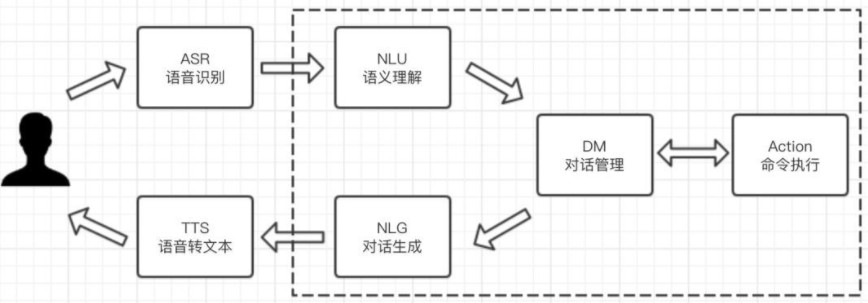 ASR
语音识别
NLU
语义理解
DM
对话管理
Action
命令执行
TTS
语音转文本
NLG
对话生成